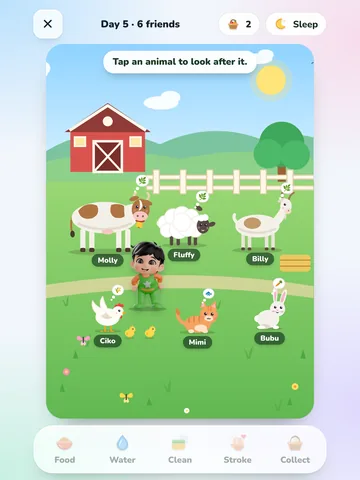 Day 5 · 6 friends
2
Sleep
Tap an animal to look after it.
Molly
Fluffy
Billy
Ciko
Mimi
Bubu
Food
Water
Clean
Stroke
Collect